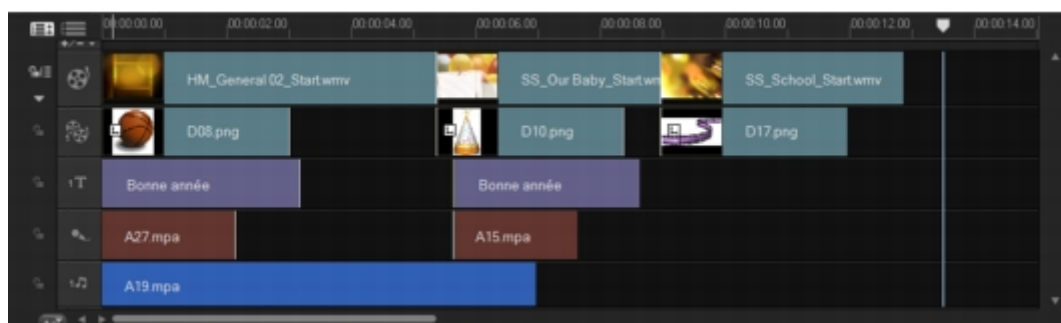 00:00:00.00 00:00:02.00 00:00:04.00 00:00:06.00 00:00:08.00 00:00:10.00 00:00:12.00 00:00:14.00
HM_General 02_Start.wmv SS_Our Baby_Start.wm SS_School_Start.wmv
D08.png D10.png D17.png
1T Bonne année Bonne année
A27.mpa A15.mpa
A19.mpa